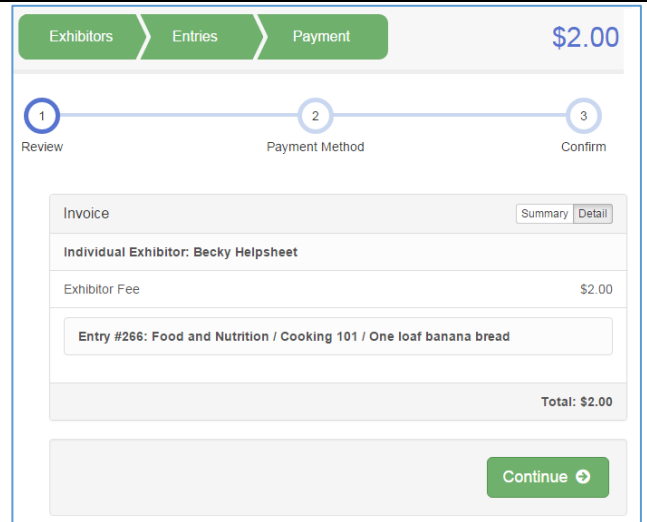 Exhibitors Entries Payment $2.00
1 2 3
Review Payment Method Confirm
Invoice Summary Detail
Individual Exhibitor: Becky Helpsheet
Exhibitor Fee $2.00
Entry #266: Food and Nutrition / Cooking 101 / One loaf banana bread
Total: $2.00
Continue